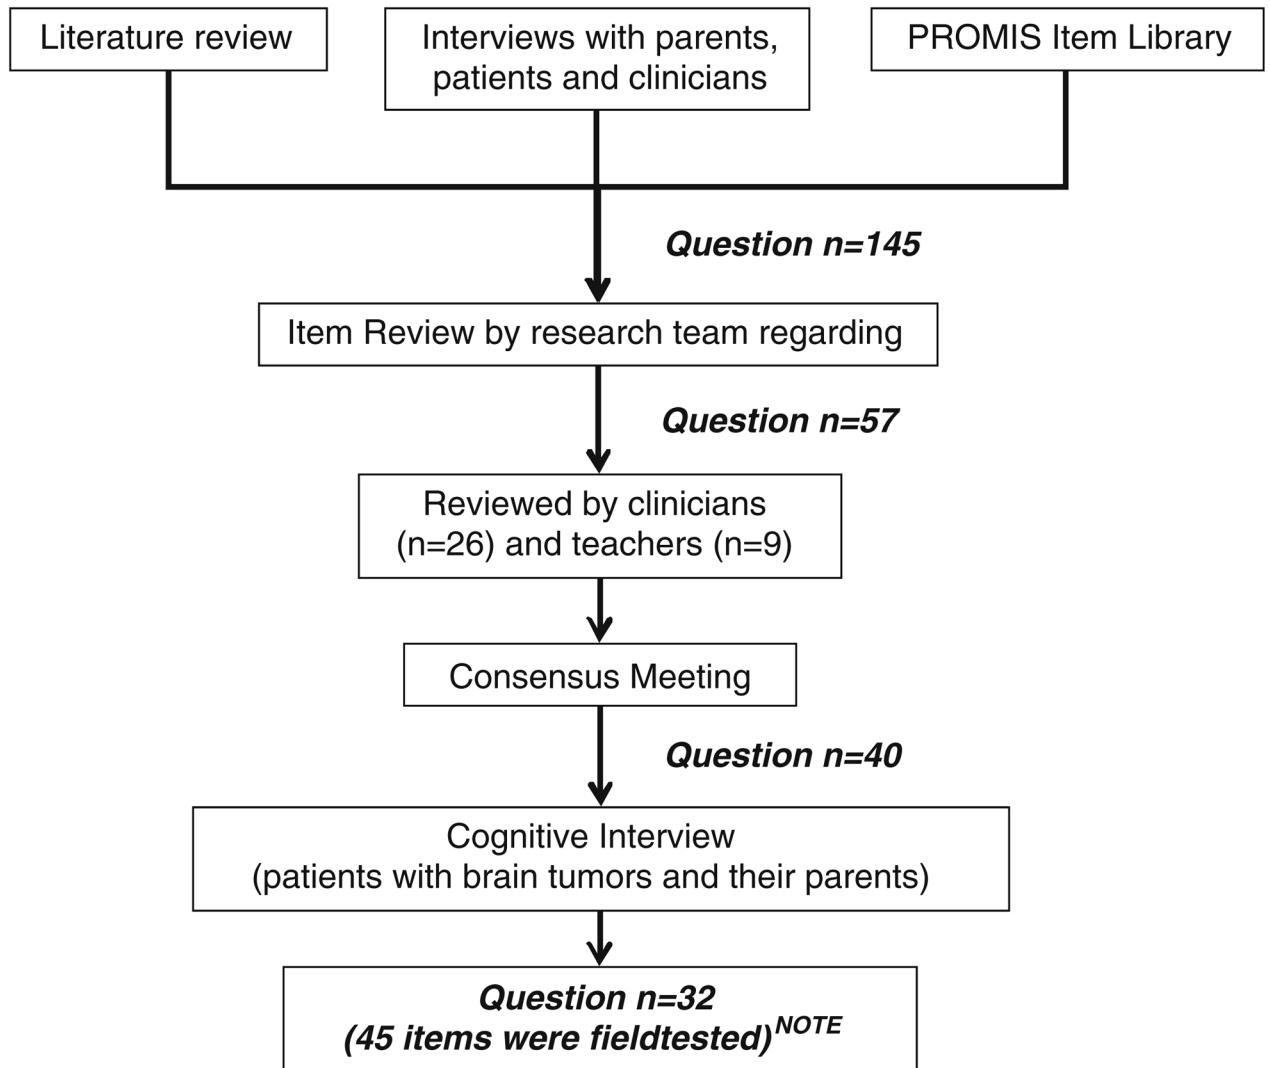 Literature review
Interviews with parents,
patients and clinicians
PROMIS Item Library
Question n=145
Item Review by research team regarding
Question n=57
Reviewed by clinicians
(n=26) and teachers (n=9)
Consensus Meeting
Question n=40
Cognitive Interview
(patients with brain tumors and their parents)
Question n=32
(45 items were fieldtested)NOTE